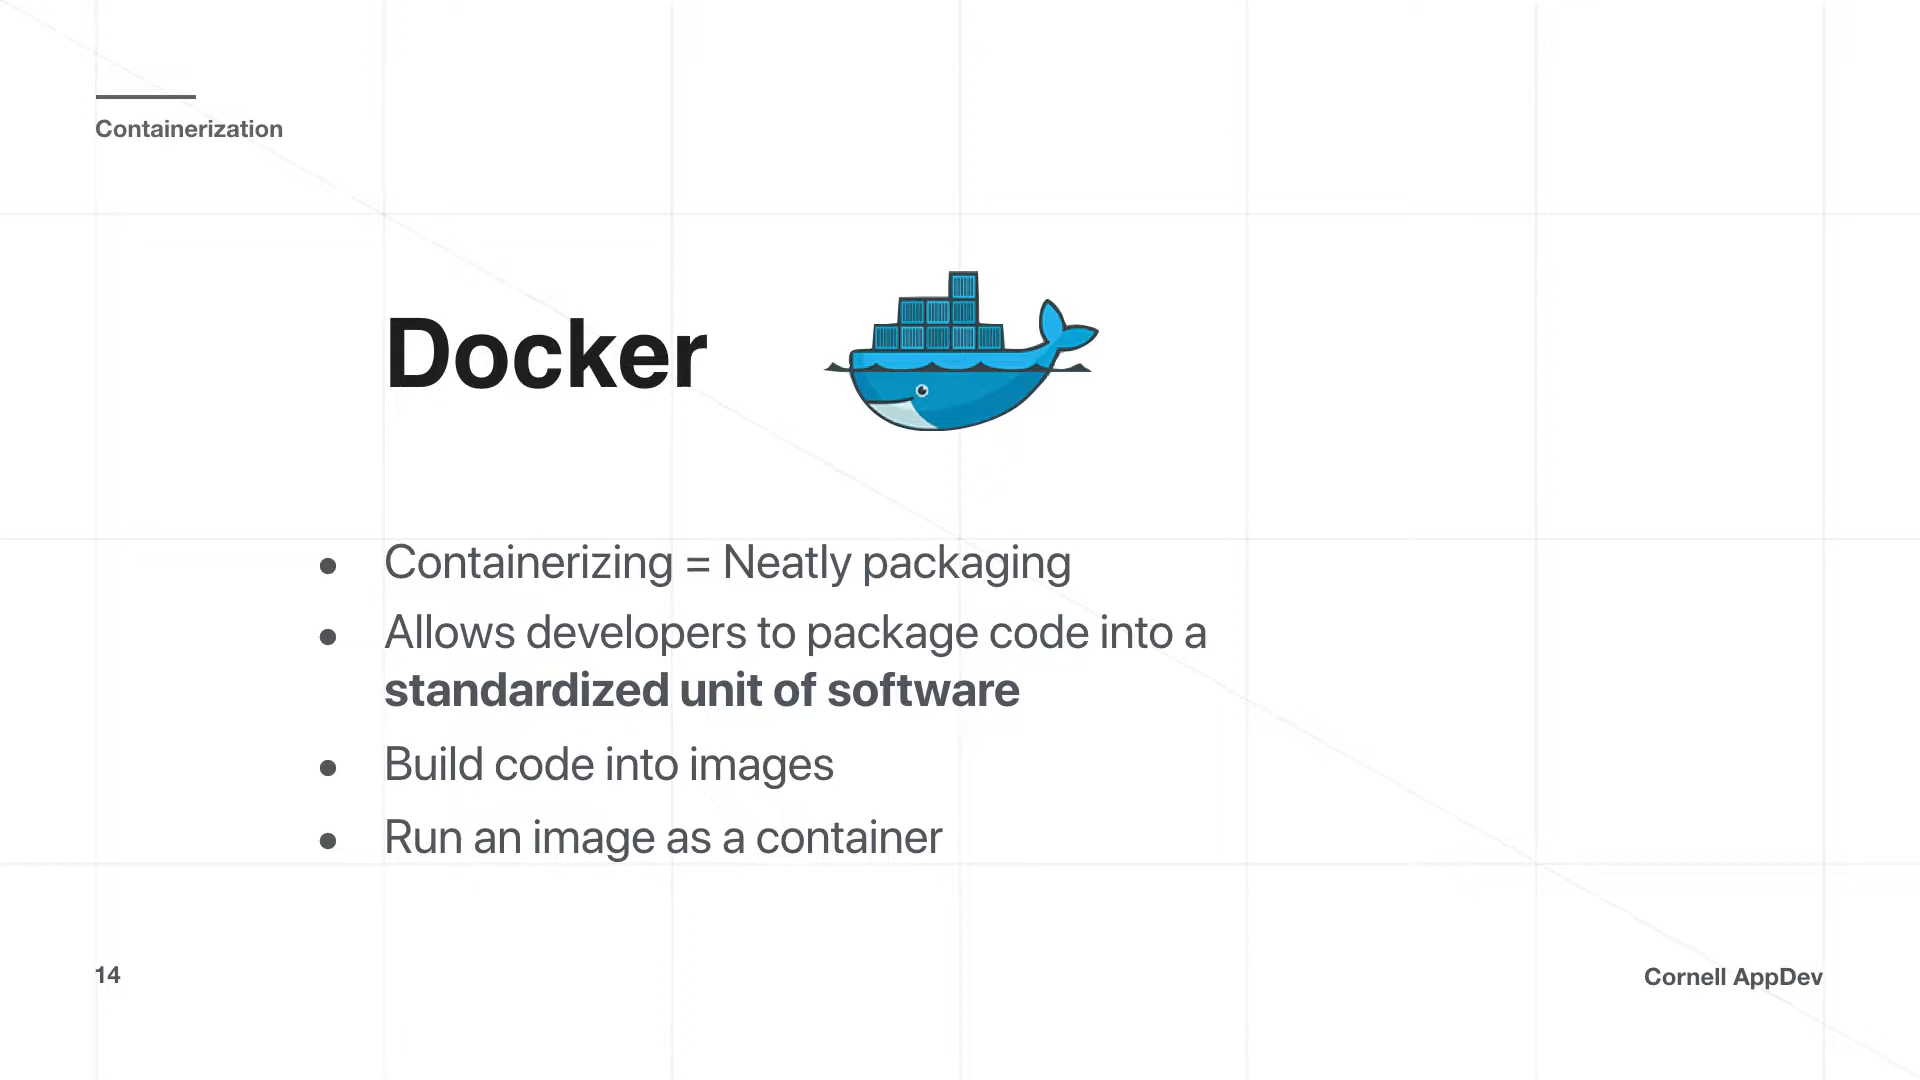 Containerization
Docker
● Containerizing = Neatly packaging
● Allows developers to package code into a
standardized unit of software
● Build code into images
● Run an image as a container
14
Cornell AppDev